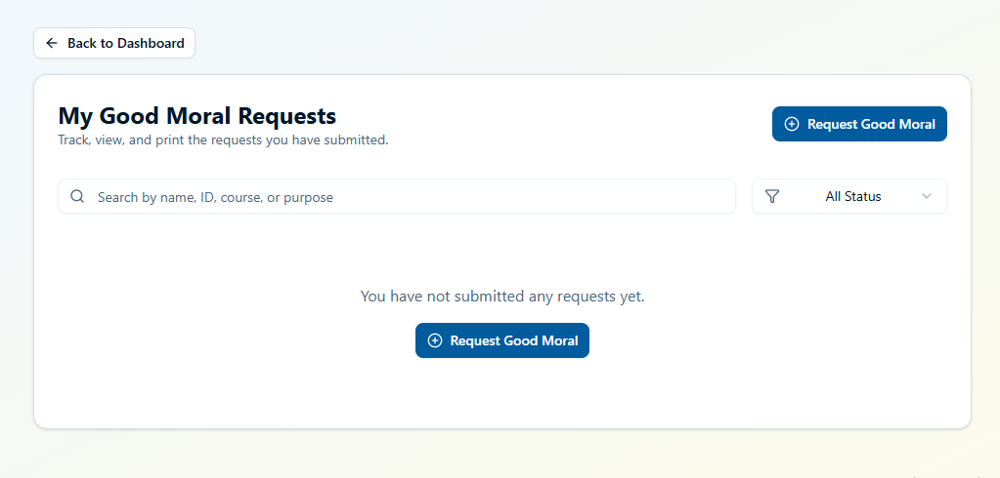 Back to Dashboard
My Good Moral Requests
Track, view, and print the requests you have submitted.
Request Good Moral
Search by name, ID, course, or purpose
All Status
You have not submitted any requests yet.
Request Good Moral